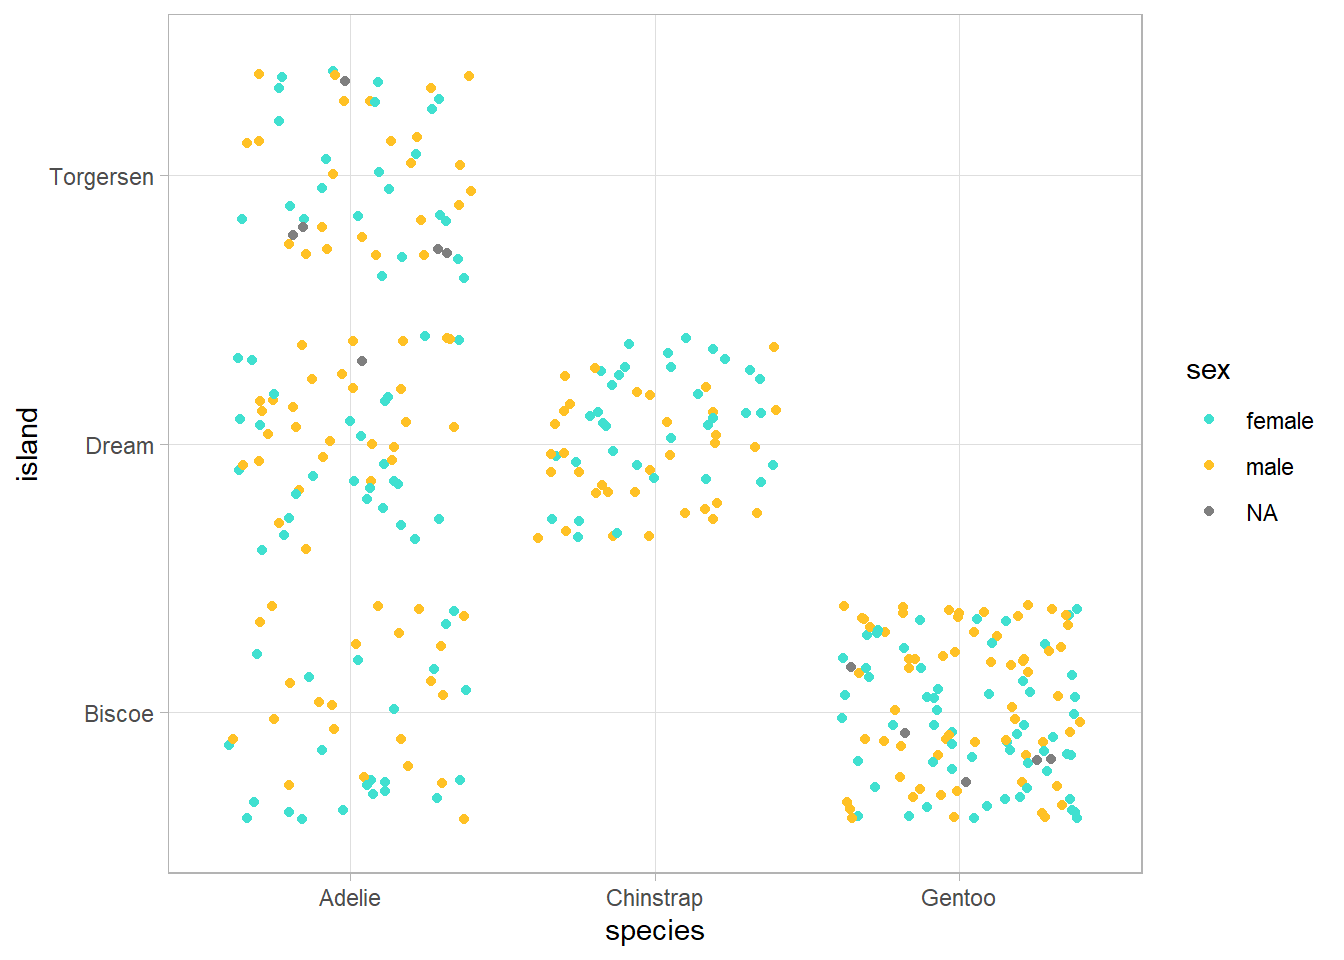 Torgersen
Dream
Biscoe
island
Adelie
Chinstrap
Gentoo
species
sex
female
male
NA